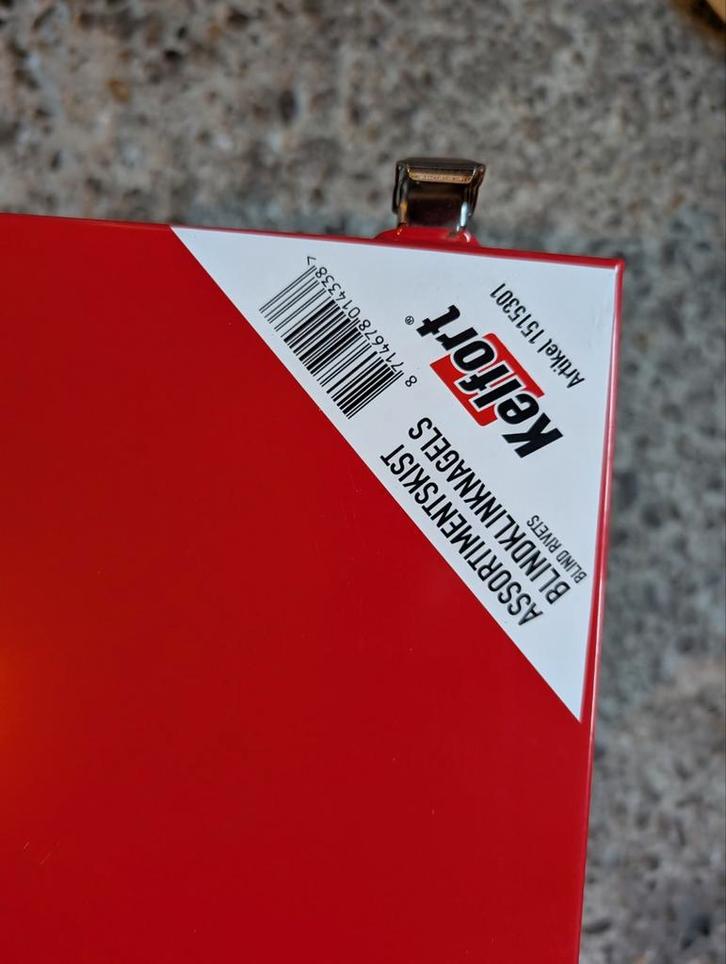 Artikel 1515301
Kelfort®
8 714678 014338 >
ASSORTIMENTSKIST
BLINDKLINKNAGELS
BLIND RIVETS